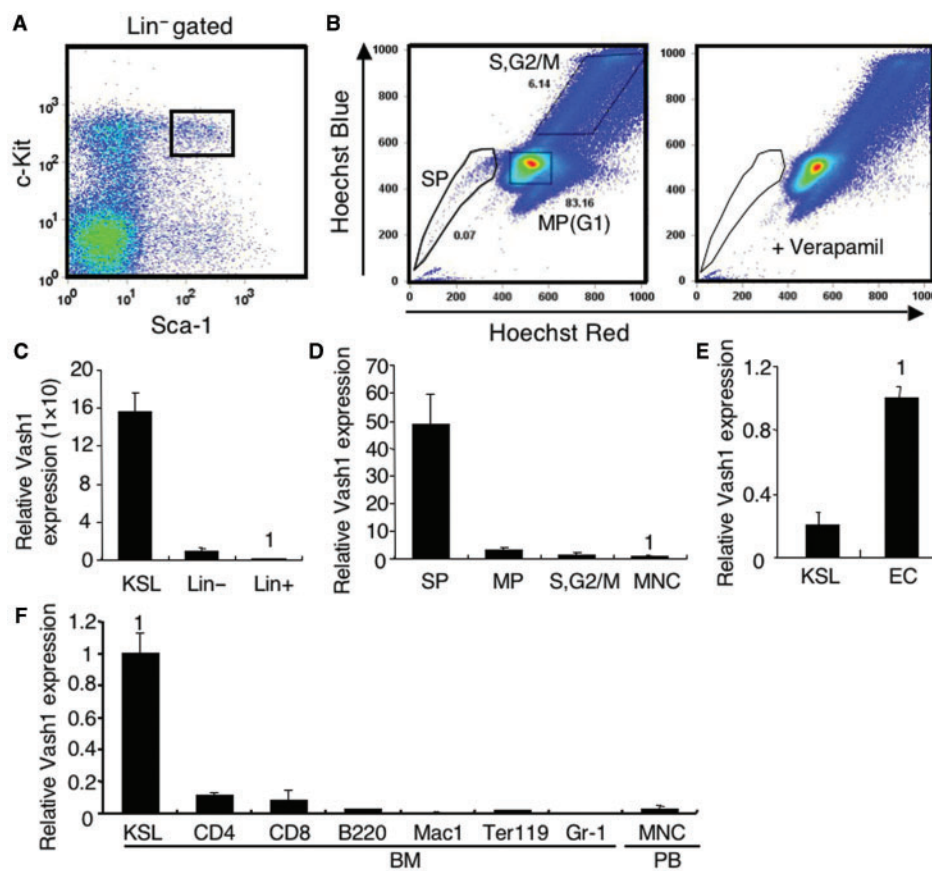 A
Lin⁻ gated
c-Kit
10³
10²
10¹
10⁰
10⁰ 10¹ 10² 10³
Sca-1
B
Hoechst Blue
1000
800
600
400
200
0
S,G2/M
6.14
SP
0.07
83.16
MP(G1)
0 200 400 600 800 1000
1000
800
600
400
200
0
+ Verapamil
0 200 400 600 800 1000
Hoechst Red
C
Relative Vash1
expression (1×10)
20
16
12
8
4
0
1
KSL Lin− Lin+
D
Relative Vash1 expression
70
60
50
40
30
20
10
0
1
SP MP S,G2/M MNC
E
Relative Vash1 expression
1.2
0.8
0.4
0
1
KSL EC
F
Relative Vash1 expression
1.2
1
0.8
0.6
0.4
0.2
0
1
KSL CD4 CD8 B220 Mac1 Ter119 Gr-1 MNC
BM PB